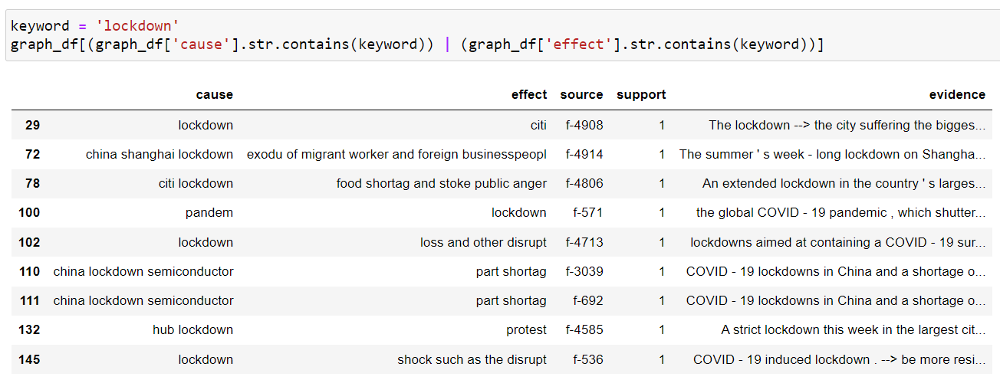 keyword = 'lockdown'
graph_df[(graph_df['cause'].str.contains(keyword)) | (graph_df['effect'].str.contains(keyword))]
cause effect source support evidence
29 lockdown citi f-4908 1 The lockdown --> the city suffering the bigges...
72 china shanghai lockdown exodu of migrant worker and foreign businesspeopl f-4914 1 The summer ' s week - long lockdown on Shangha...
78 citi lockdown food shortag and stoke public anger f-4806 1 An extended lockdown in the country ' s larges...
100 pandem lockdown f-571 1 the global COVID - 19 pandemic , which shutter...
102 lockdown loss and other disrupt f-4713 1 lockdowns aimed at containing a COVID - 19 sur...
110 china lockdown semiconductor part shortag f-3039 1 COVID - 19 lockdowns in China and a shortage o...
111 china lockdown semiconductor part shortag f-692 1 COVID - 19 lockdowns in China and a shortage o...
132 hub lockdown protest f-4585 1 A strict lockdown this week in the largest cit...
145 lockdown shock such as the disrupt f-536 1 COVID - 19 induced lockdown . --> be more resi...